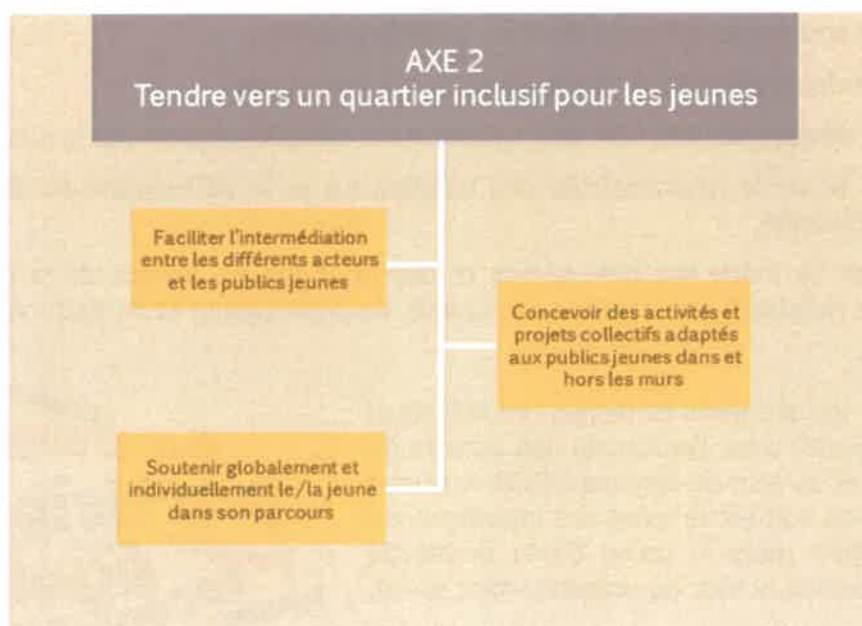 AXE 2
Tendre vers un quartier inclusif pour les jeunes
Faciliter l'intermédiation
entre les différents acteurs
et les publics jeunes
Concevoir des activités et
projets collectifs adaptés
aux publics jeunes dans et
hors les murs
Soutenir globalement et
individuellement le/la jeune
dans son parcours